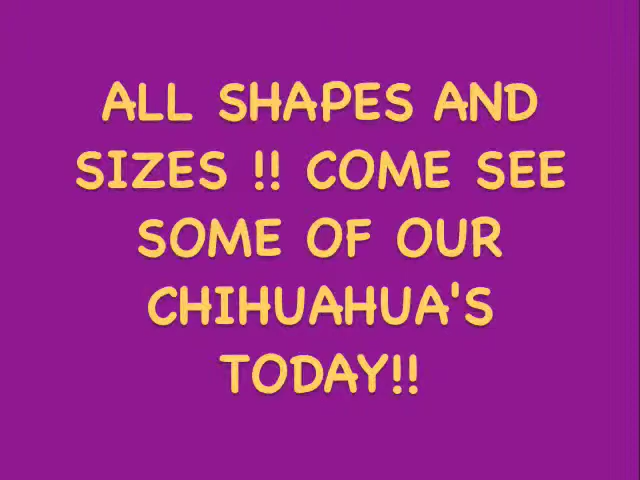 ALL SHAPES AND
SIZES !! COME SEE
SOME OF OUR
CHIHUAHUA'S
TODAY!!